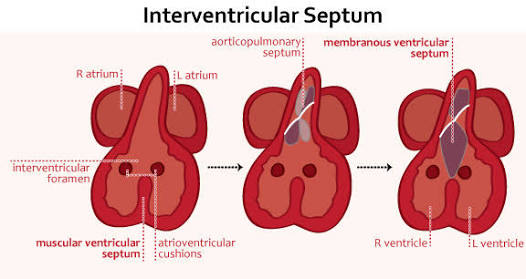 Interventricular Septum
aorticopulmonary
septum
membranous ventricular
septum
R atrium
L atrium
interventricular
foramen
muscular ventricular
septum
atrioventricular
cushions
R ventricle
L ventricle